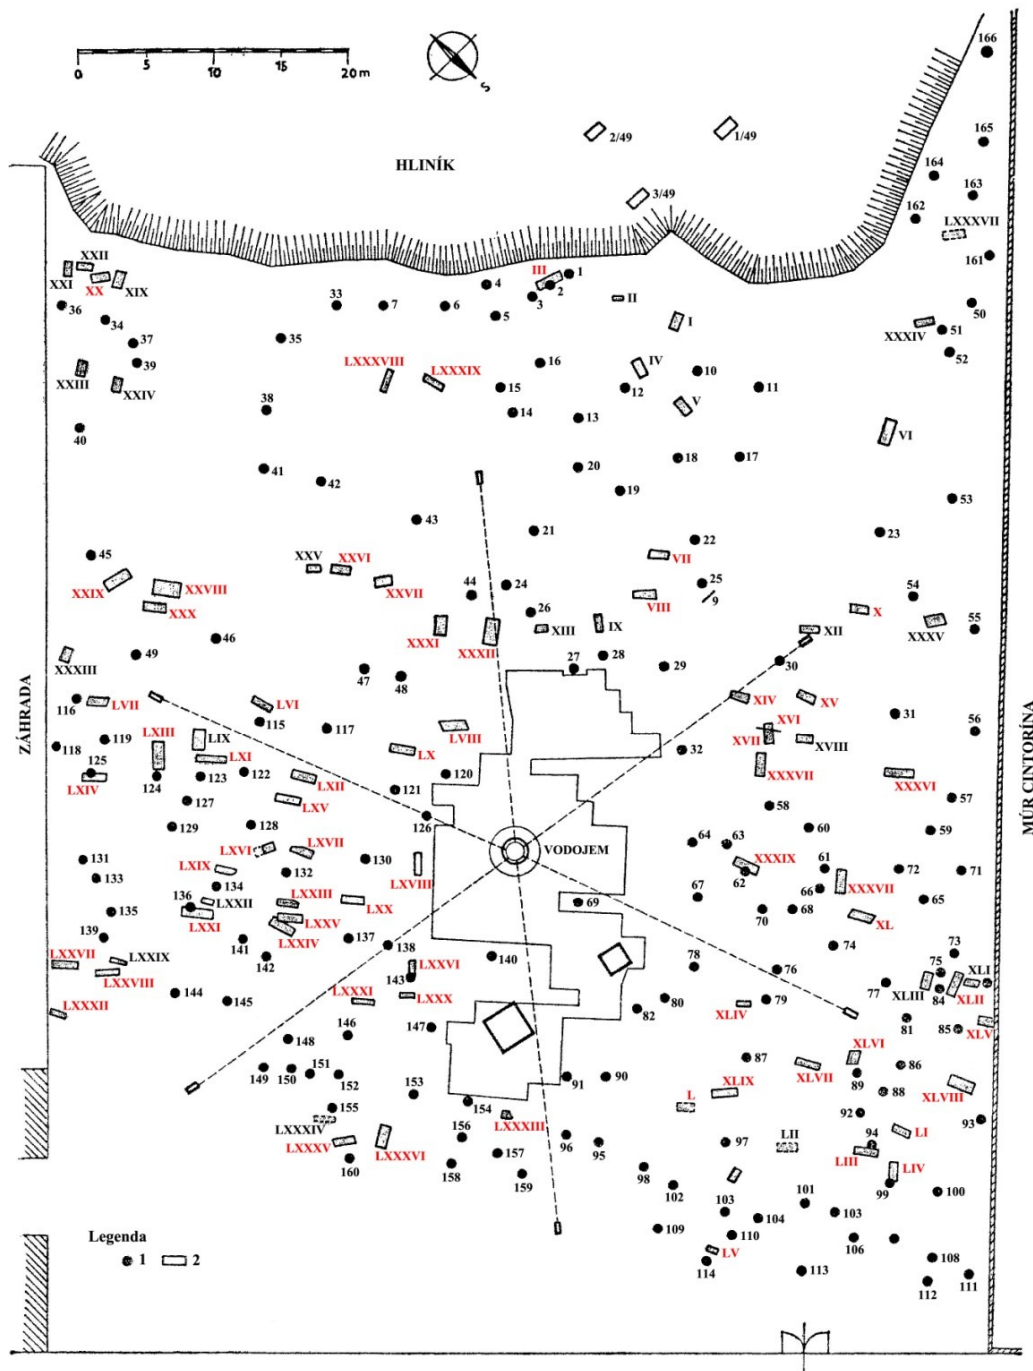 166
0 5 10 15 20 m
S
2/49 1/49
165
HLINÍK
164
163
3/49
162
LXXXVII
XXII
161
XXI XX XIX
III 1
4 2
3
II
36 33 7 6
50
34 5 I
XXXIV 51
37 35
52
39 16 IV
XXIII XXIV
LXXXVIII LXXXIX
10
15 12 11
38 14 V
13
40 VI
18 17
41 20
42 19
53
43 21 23
22
45 XXV XXVI
VII
XXIX XXVIII XXVII 44 24 25
54
XXX VIII 9 X
26
XXXI XXXII XIII IX XII XXXV 55
46
XXXIII 49 28
27 29 30
47 48
116 LVII LVI XIV XV
115 117 31
ZÁHRADA
LVIII XVI 56
118 119 LXIII LIX XVII XVIII
LX 32
125 LXI
LXIV 124 123 122 LXII 120 XXXVII XXXVI
121
127 LXV 57
58
129 128 126 60 59
MÚR CINTORÍNA
64 63
VODOJEM
LXVI LXVII
131 130 XXXIX
LXIX 132 LXVIII 62 61 72 71
133 134
66 XXXVII
136 LXXII LXXIII LXX 69 67 65
135 LXXI LXXV 70 68 XL
LXXIV
139 141 137 138 74
142 73
LXXVII LXXIX LXXVI 140 78 76 75 XLI
LXXVIII 143 77 XLIII 84 XLII
144 145 LXXXI LXXX 80 79
LXXXII 82 XLIV 81 85 XLV
147
148 146
87 XLVI
149 150 151 152 XLVII 86
91 90 89
153 88 XLVIII
XLIX
155 154 L 92
LXXXIV LXXXIII 93
LXXXV LXXXVI 156 96 95 97 LII 94 LI
157 LIII
160 158 159 98 LIV
102 99 100
101
103 104 103
Legenda 109 110 106
1 2 LV
114 113 108
112 111